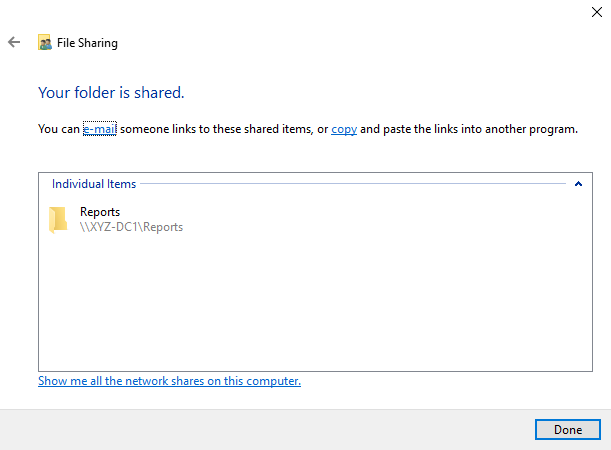 File Sharing
Your folder is shared.
You can e-mail someone links to these shared items, or copy and paste the links into another program.
Individual Items
Reports
\\XYZ-DC1\Reports
Show me all the network shares on this computer.
Done